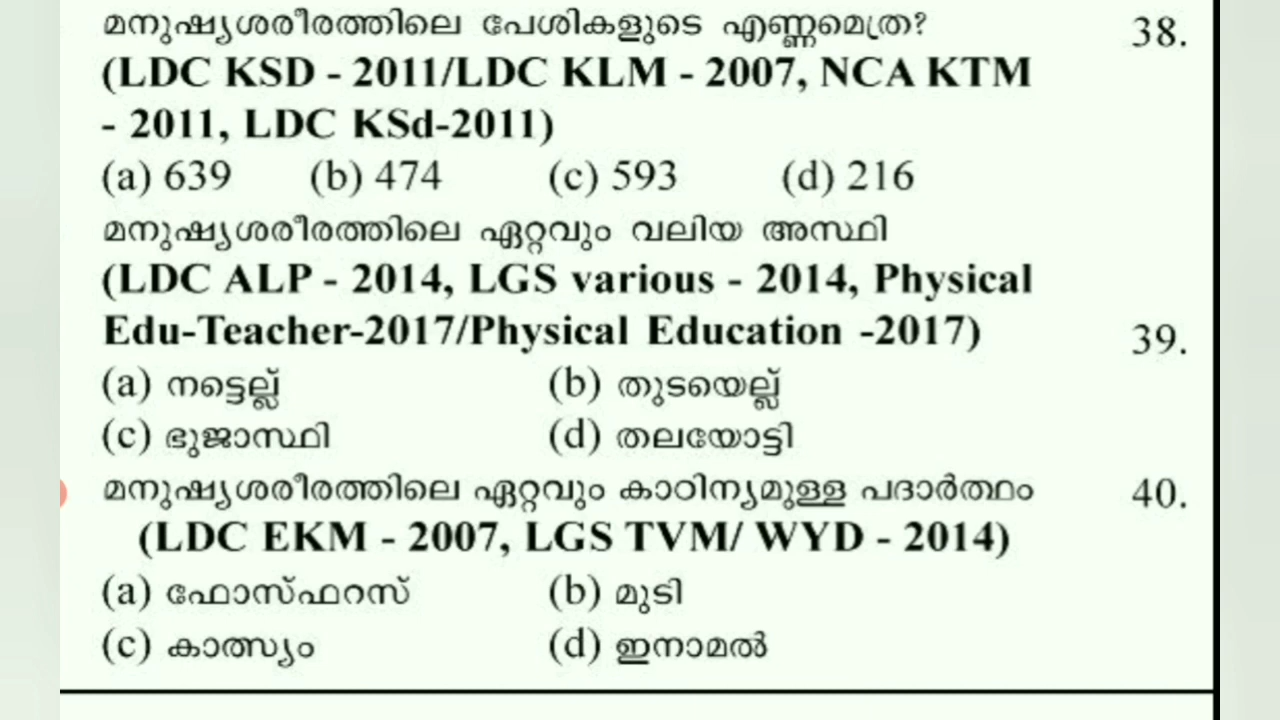 മനുഷ്യശരീരത്തിലെ പേശികളുടെ എണ്ണമെത്ര?
(LDC KSD - 2011/LDC KLM - 2007, NCA KTM
- 2011, LDC KSd-2011)
(a) 639 (b) 474 (c) 593 (d) 216
മനുഷ്യശരീരത്തിലെ ഏറ്റവും വലിയ അസ്ഥി
(LDC ALP - 2014, LGS various - 2014, Physical
Edu-Teacher-2017/Physical Education -2017)
(a) നട്ടെല്ല് (b) തുടയെല്ല്
(c) ഭുജാസ്ഥി (d) തലയോട്ടി
മനുഷ്യശരീരത്തിലെ ഏറ്റവും കാഠിന്യമുള്ള പദാർത്ഥം
(LDC EKM - 2007, LGS TVM/ WYD - 2014)
(a) ഫോസ്ഫറസ് (b) മുടി
(c) കാത്സ്യം (d) ഇനാമൽ
38.
39.
40.